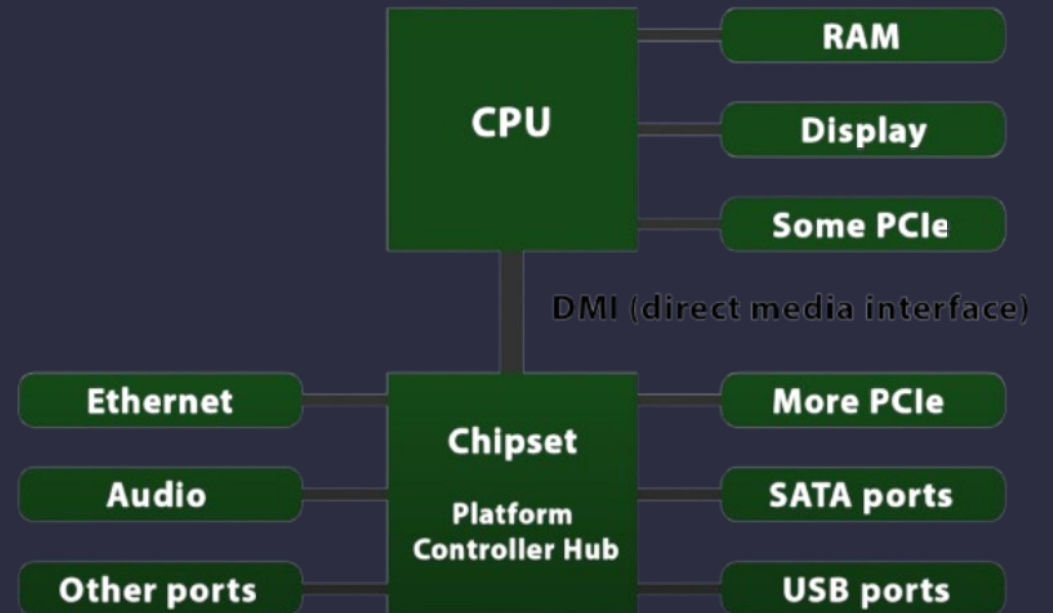 CPU
RAM
Display
Some PCIe
DMI (direct media interface)
Ethernet
Audio
Other ports
Chipset
Platform
Controller Hub
More PCIe
SATA ports
USB ports